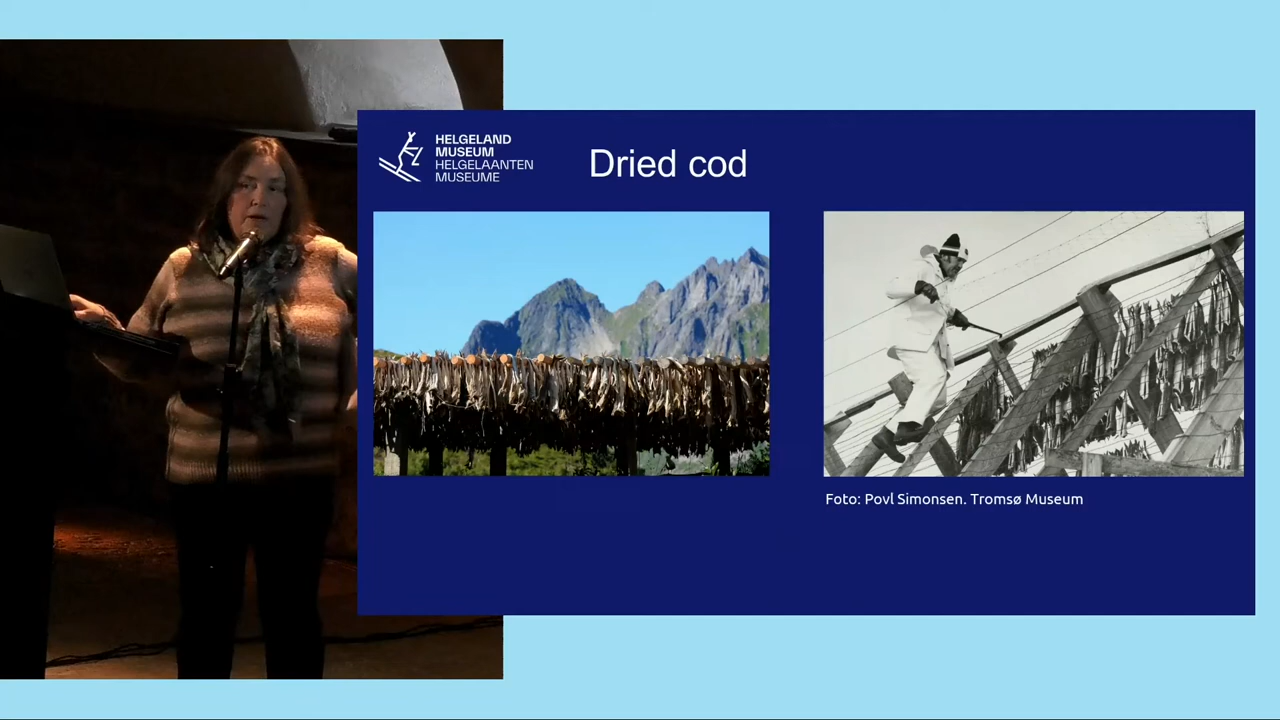 HELGELAND
MUSEUM
HELGELAANTEN
MUSEUME
Dried cod
Foto: Povl Simonsen. Tromsø Museum